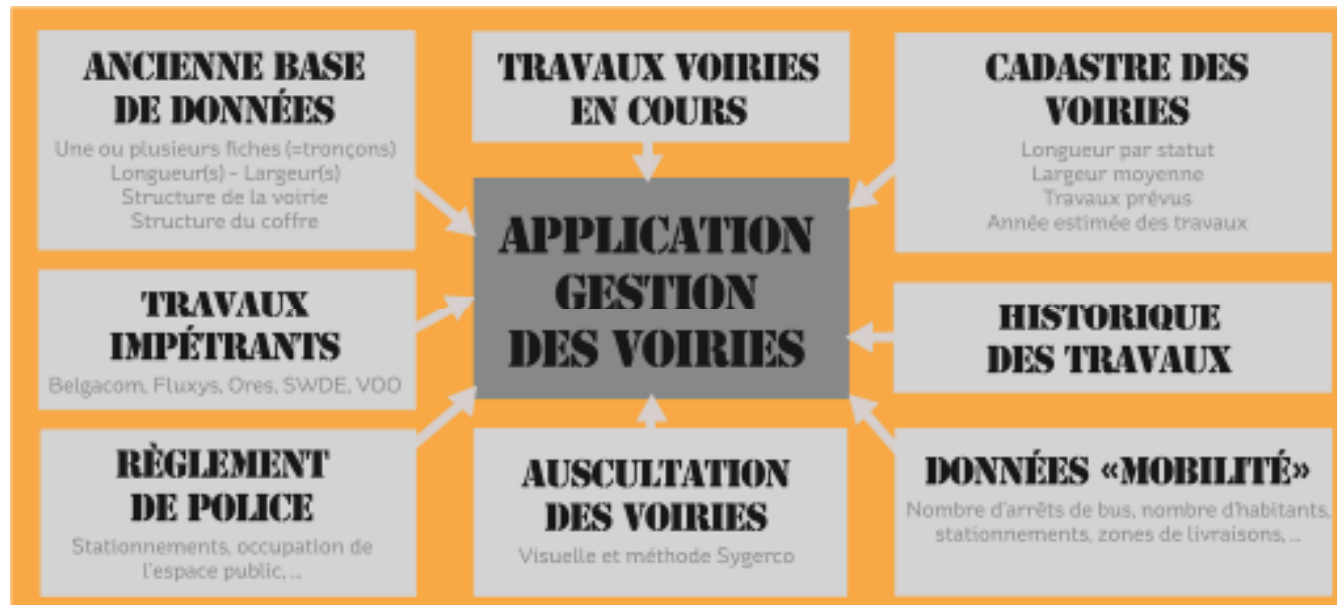 ANCIENNE BASE
DE DONNÉES
Une ou plusieurs fiches (=tronçons)
Longueur(s) - Largeur(s)
Structure de la voirie
Structure du coffre
TRAVAUX VOIRIES
EN COURS
CADASTRE DES
VOIRIES
Longueur par statut
Largeur moyenne
Travaux prévus
Année estimée des travaux
APPLICATION
GESTION
DES VOIRIES
TRAVAUX
IMPÉTRANTS
Belgacom, Fluxys, Ores, SWDE, VOO
HISTORIQUE
DES TRAVAUX
RÈGLEMENT
DE POLICE
Stationnements, occupation de
l'espace public, ...
AUSCULTATION
DES VOIRIES
Visuelle et méthode Sygerco
DONNÉES «MOBILITÉ»
Nombre d'arrêts de bus, nombre d'habitants,
stationnements, zones de livraisons, ...